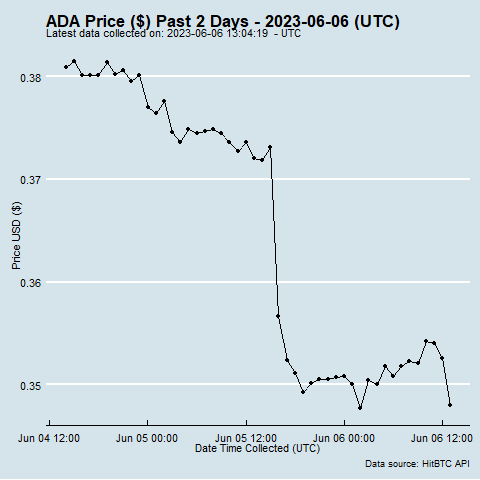 ADA Price ($) Past 2 Days - 2023-06-06 (UTC)
Latest data collected on: 2023-06-06 13:04:19 - UTC
0.38
0.37
0.36
0.35
Price USD ($)
Jun 04 12:00 Jun 05 00:00 Jun 05 12:00 Jun 06 00:00 Jun 06 12:00
Date Time Collected (UTC)
Data source: HitBTC API